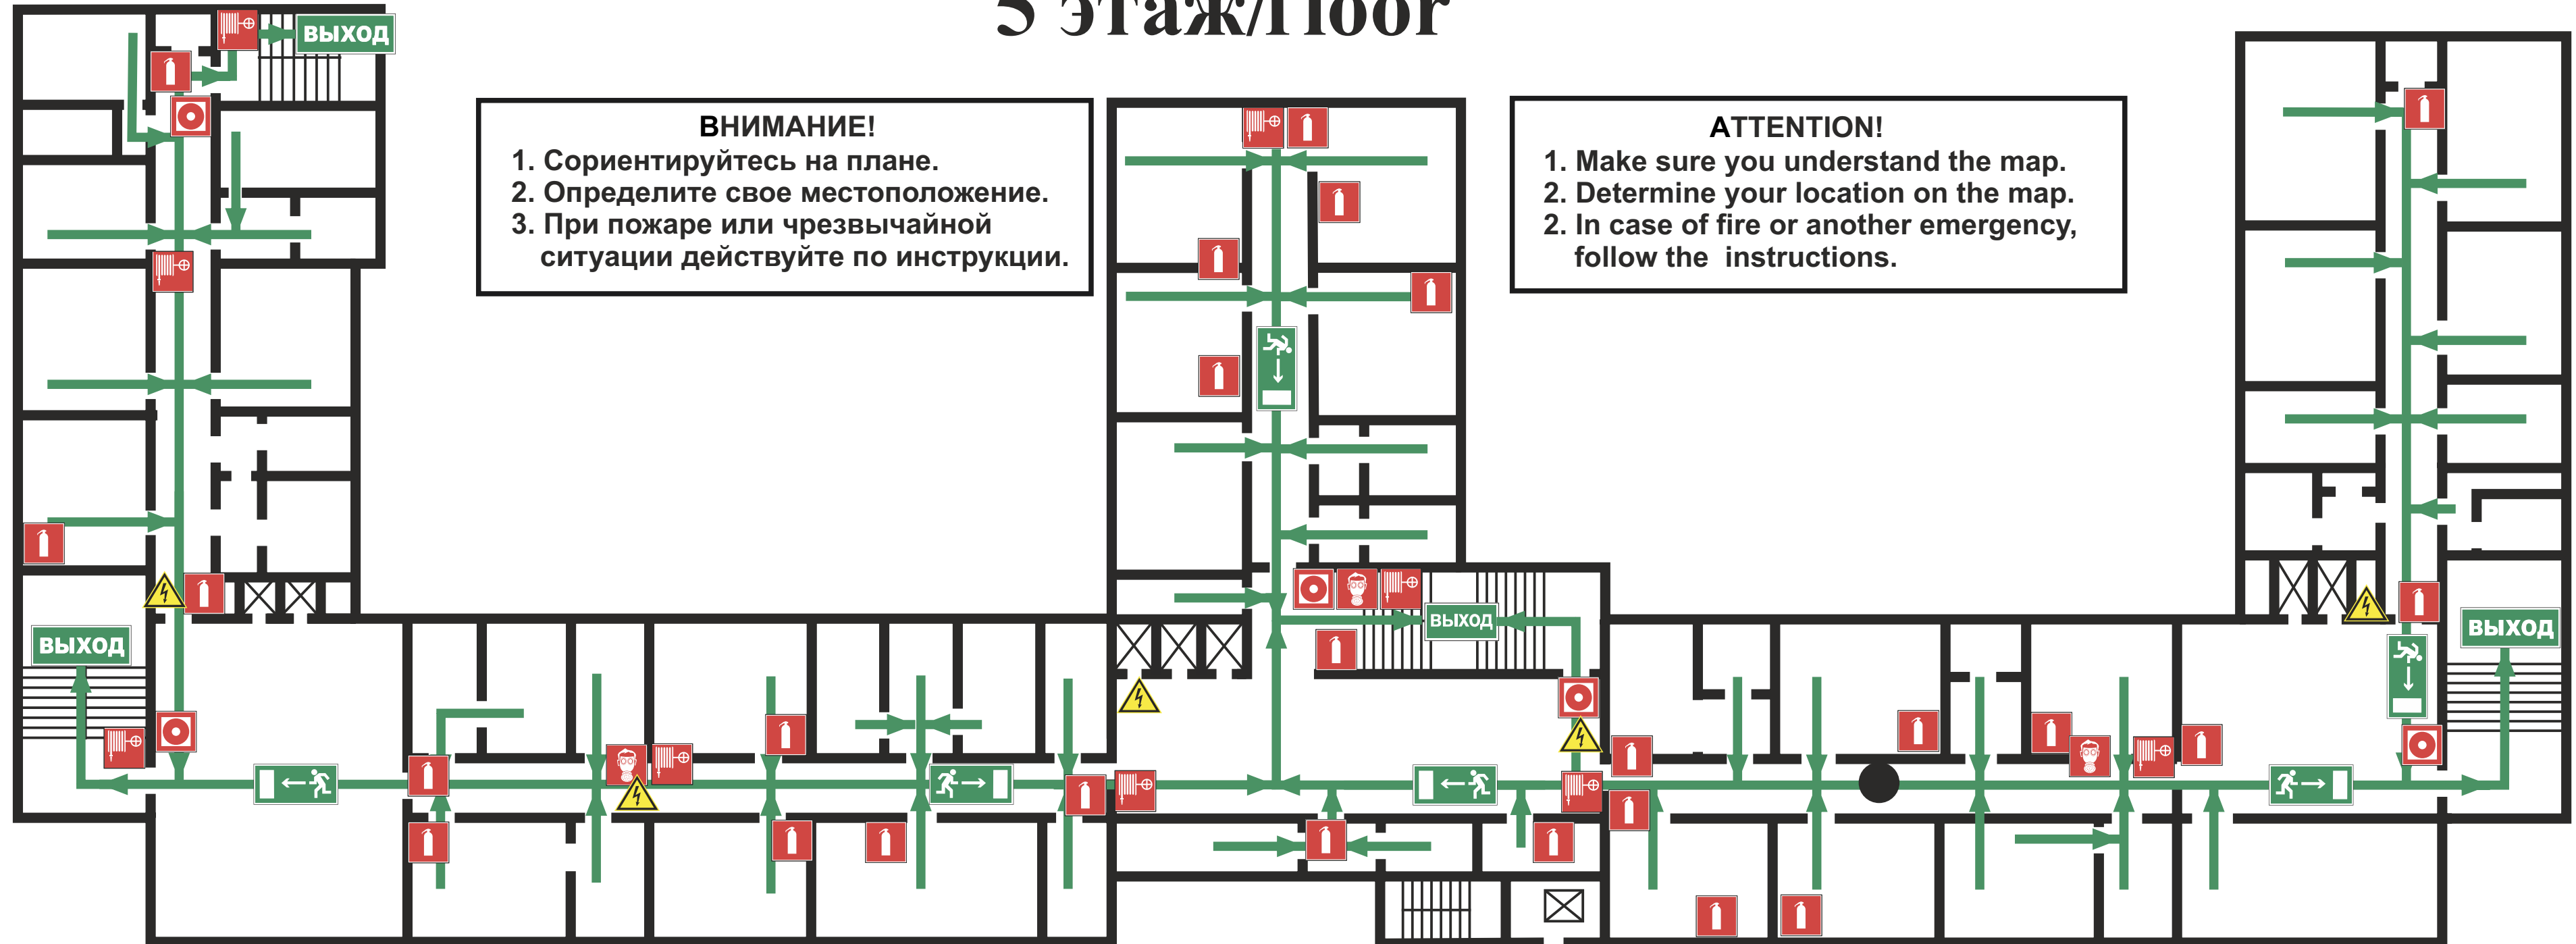 5 этаж/Floor
ВЫХОД
ВНИМАНИЕ!
1. Сориентируйтесь на плане.
2. Определите свое местоположение.
3. При пожаре или чрезвычайной
ситуации действуйте по инструкции.
ATTENTION!
1. Make sure you understand the map.
2. Determine your location on the map.
2. In case of fire or another emergency,
follow the instructions.
ВЫХОД
ВЫХОД
ВЫХОД